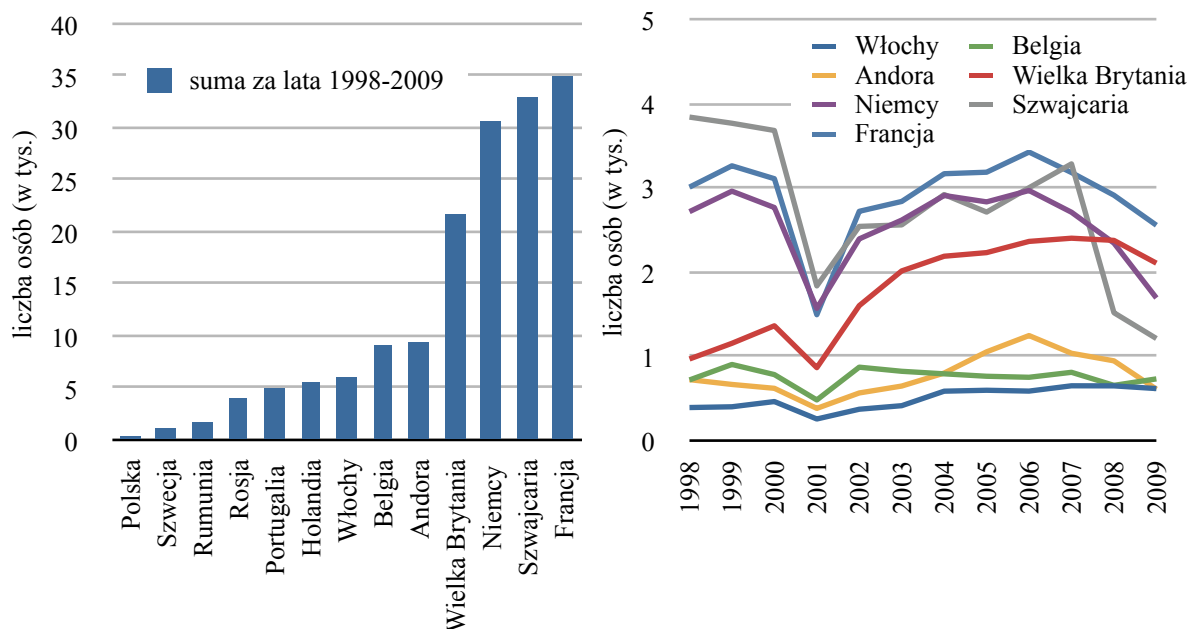 liczba osób (w tys.)
40
35
30
25
20
15
10
5
0
suma za lata 1998-2009
Polska
Szwecja
Rumunia
Rosja
Portugalia
Holandia
Włochy
Belgia
Andora
Wielka Brytania
Niemcy
Szwajcaria
Francja
liczba osób (w tys.)
5
4
3
2
1
0
Włochy
Andora
Niemcy
Francja
Belgia
Wielka Brytania
Szwajcaria
1998
1999
2000
2001
2002
2003
2004
2005
2006
2007
2008
2009